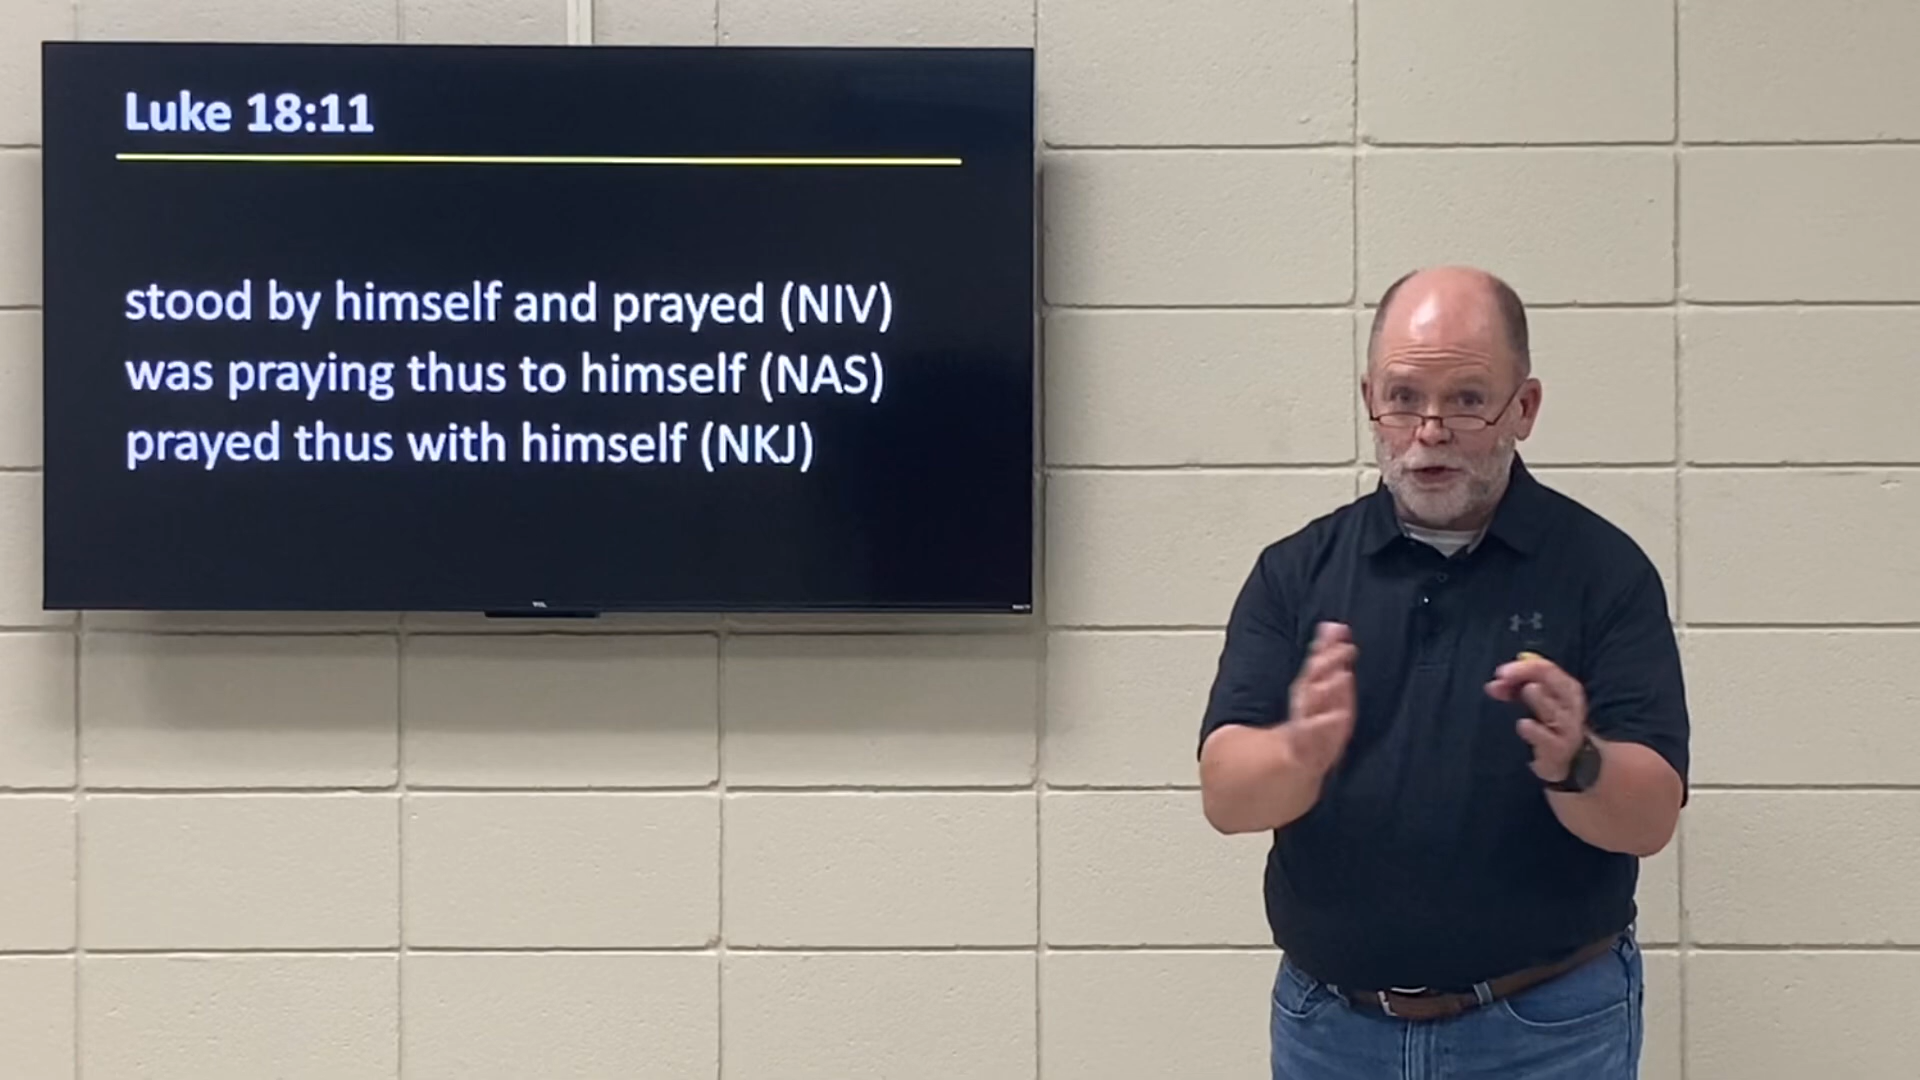 Luke 18:11
stood by himself and prayed (NIV)
was praying thus to himself (NAS)
prayed thus with himself (NKJ)
TCL